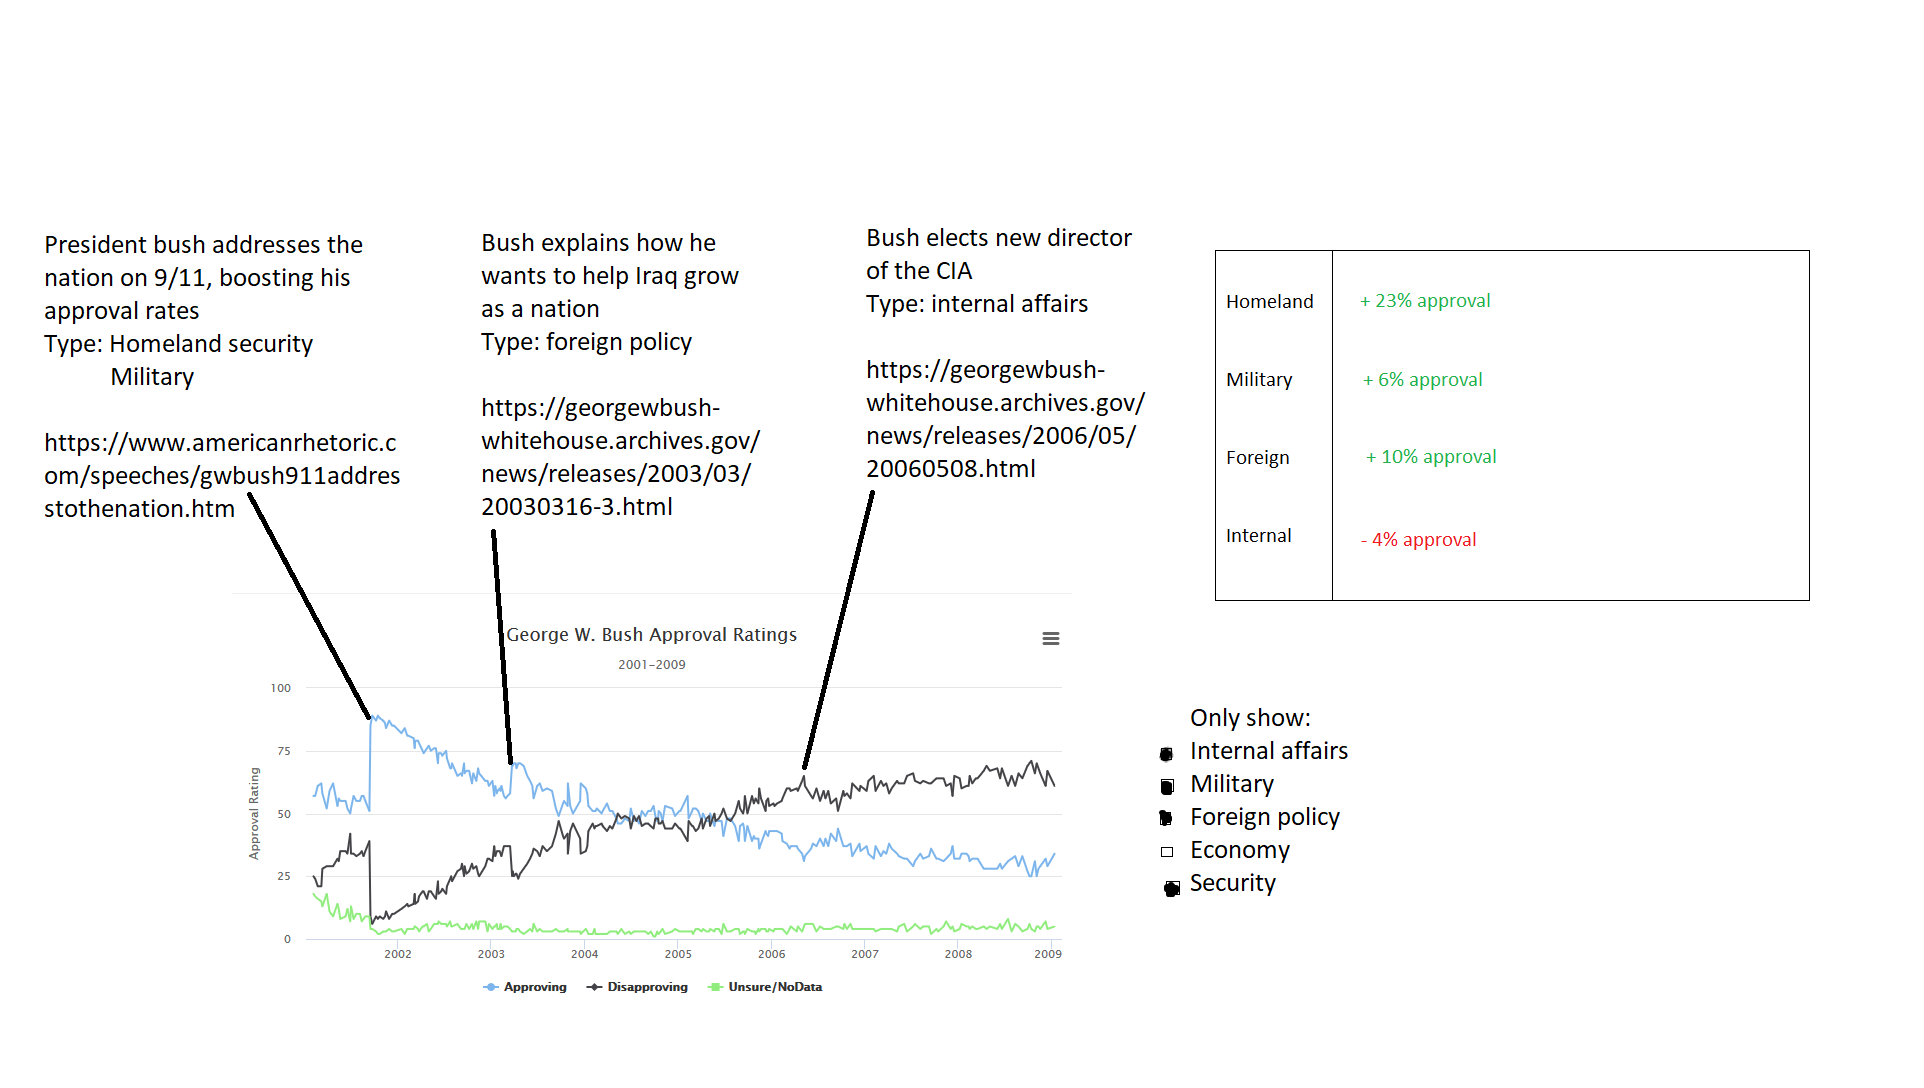 President bush addresses the
nation on 9/11, boosting his
approval rates
Type: Homeland security
Military
https://www.americanrhetoric.c
om/speeches/gwbush911addres
stothenation.htm
Bush explains how he
wants to help Iraq grow
as a nation
Type: foreign policy
https://georgewbush-
whitehouse.archives.gov/
news/releases/2003/03/
20030316-3.html
Bush elects new director
of the CIA
Type: internal affairs
https://georgewbush-
whitehouse.archives.gov/
news/releases/2006/05/
20060508.html
Homeland + 23% approval
Military + 6% approval
Foreign + 10% approval
Internal - 4% approval
George W. Bush Approval Ratings
2001-2009
Approval Rating
100
75
50
25
0
2002 2003 2004 2005 2006 2007 2008 2009
Approving Disapproving Unsure/NoData
Only show:
Internal affairs
Military
Foreign policy
Economy
Security